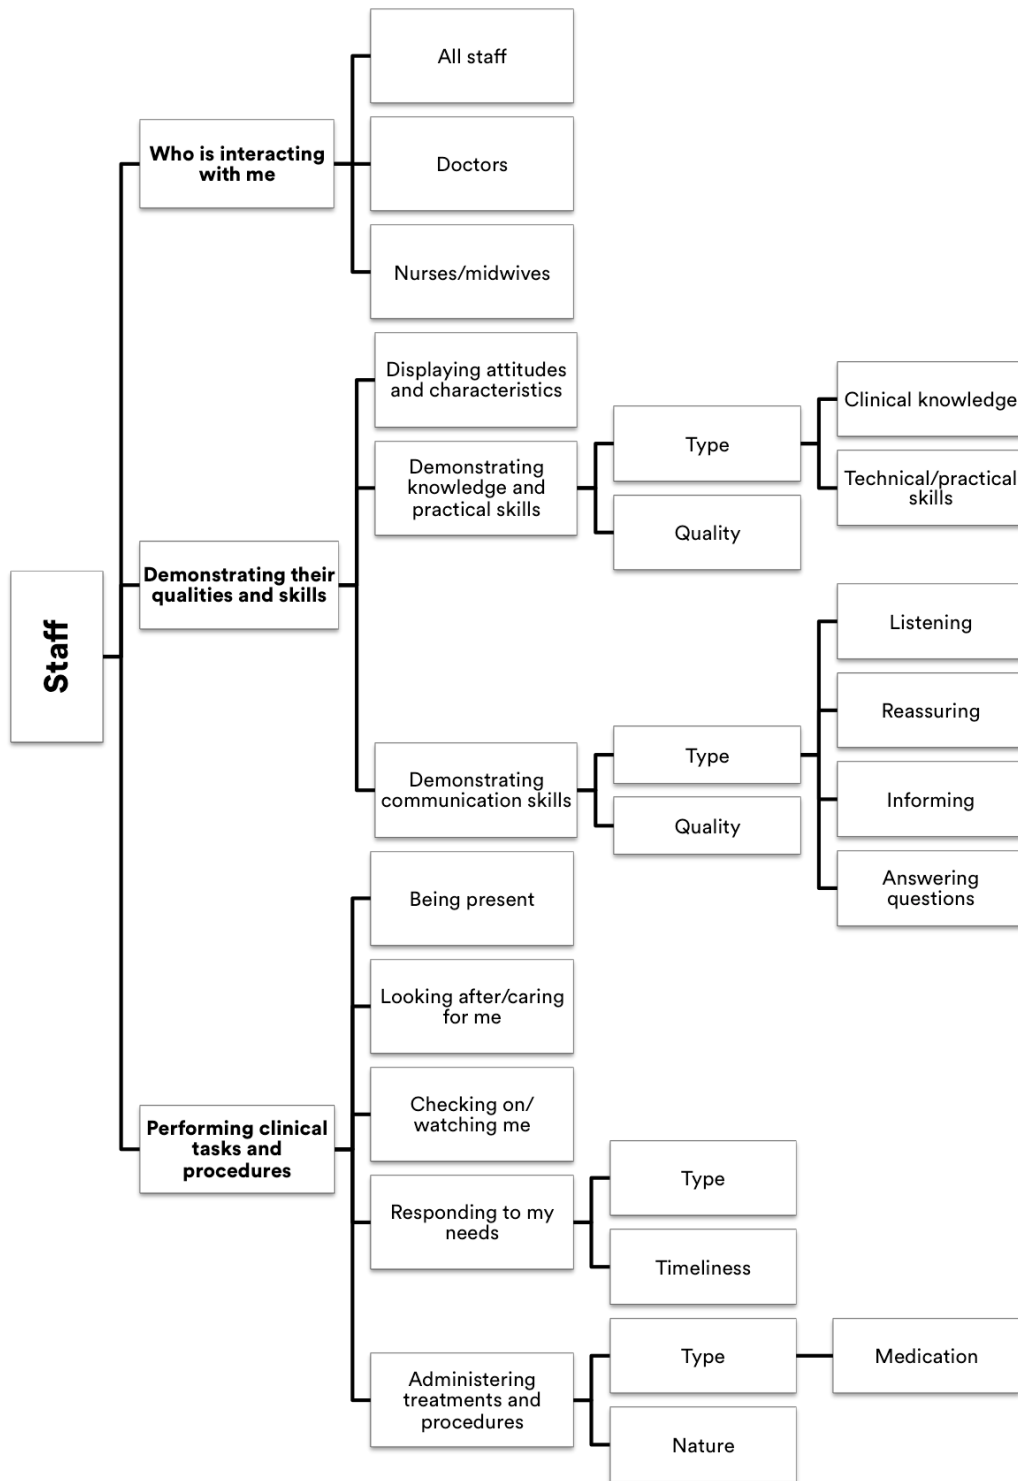 All staff
Who is interacting
with me
Doctors
Nurses/midwives
Displaying attitudes
and characteristics
Clinical knowledge
Type
Demonstrating
knowledge and
practical skills
Technical/practical
skills
Quality
Staff
Demonstrating their
qualities and skills
Listening
Reassuring
Type
Demonstrating
communication skills
Informing
Quality
Answering
questions
Being present
Looking after/caring
for me
Performing clinical
tasks and
procedures
Checking on/
watching me
Type
Responding to my
needs
Timeliness
Type
Medication
Administering
treatments and
procedures
Nature